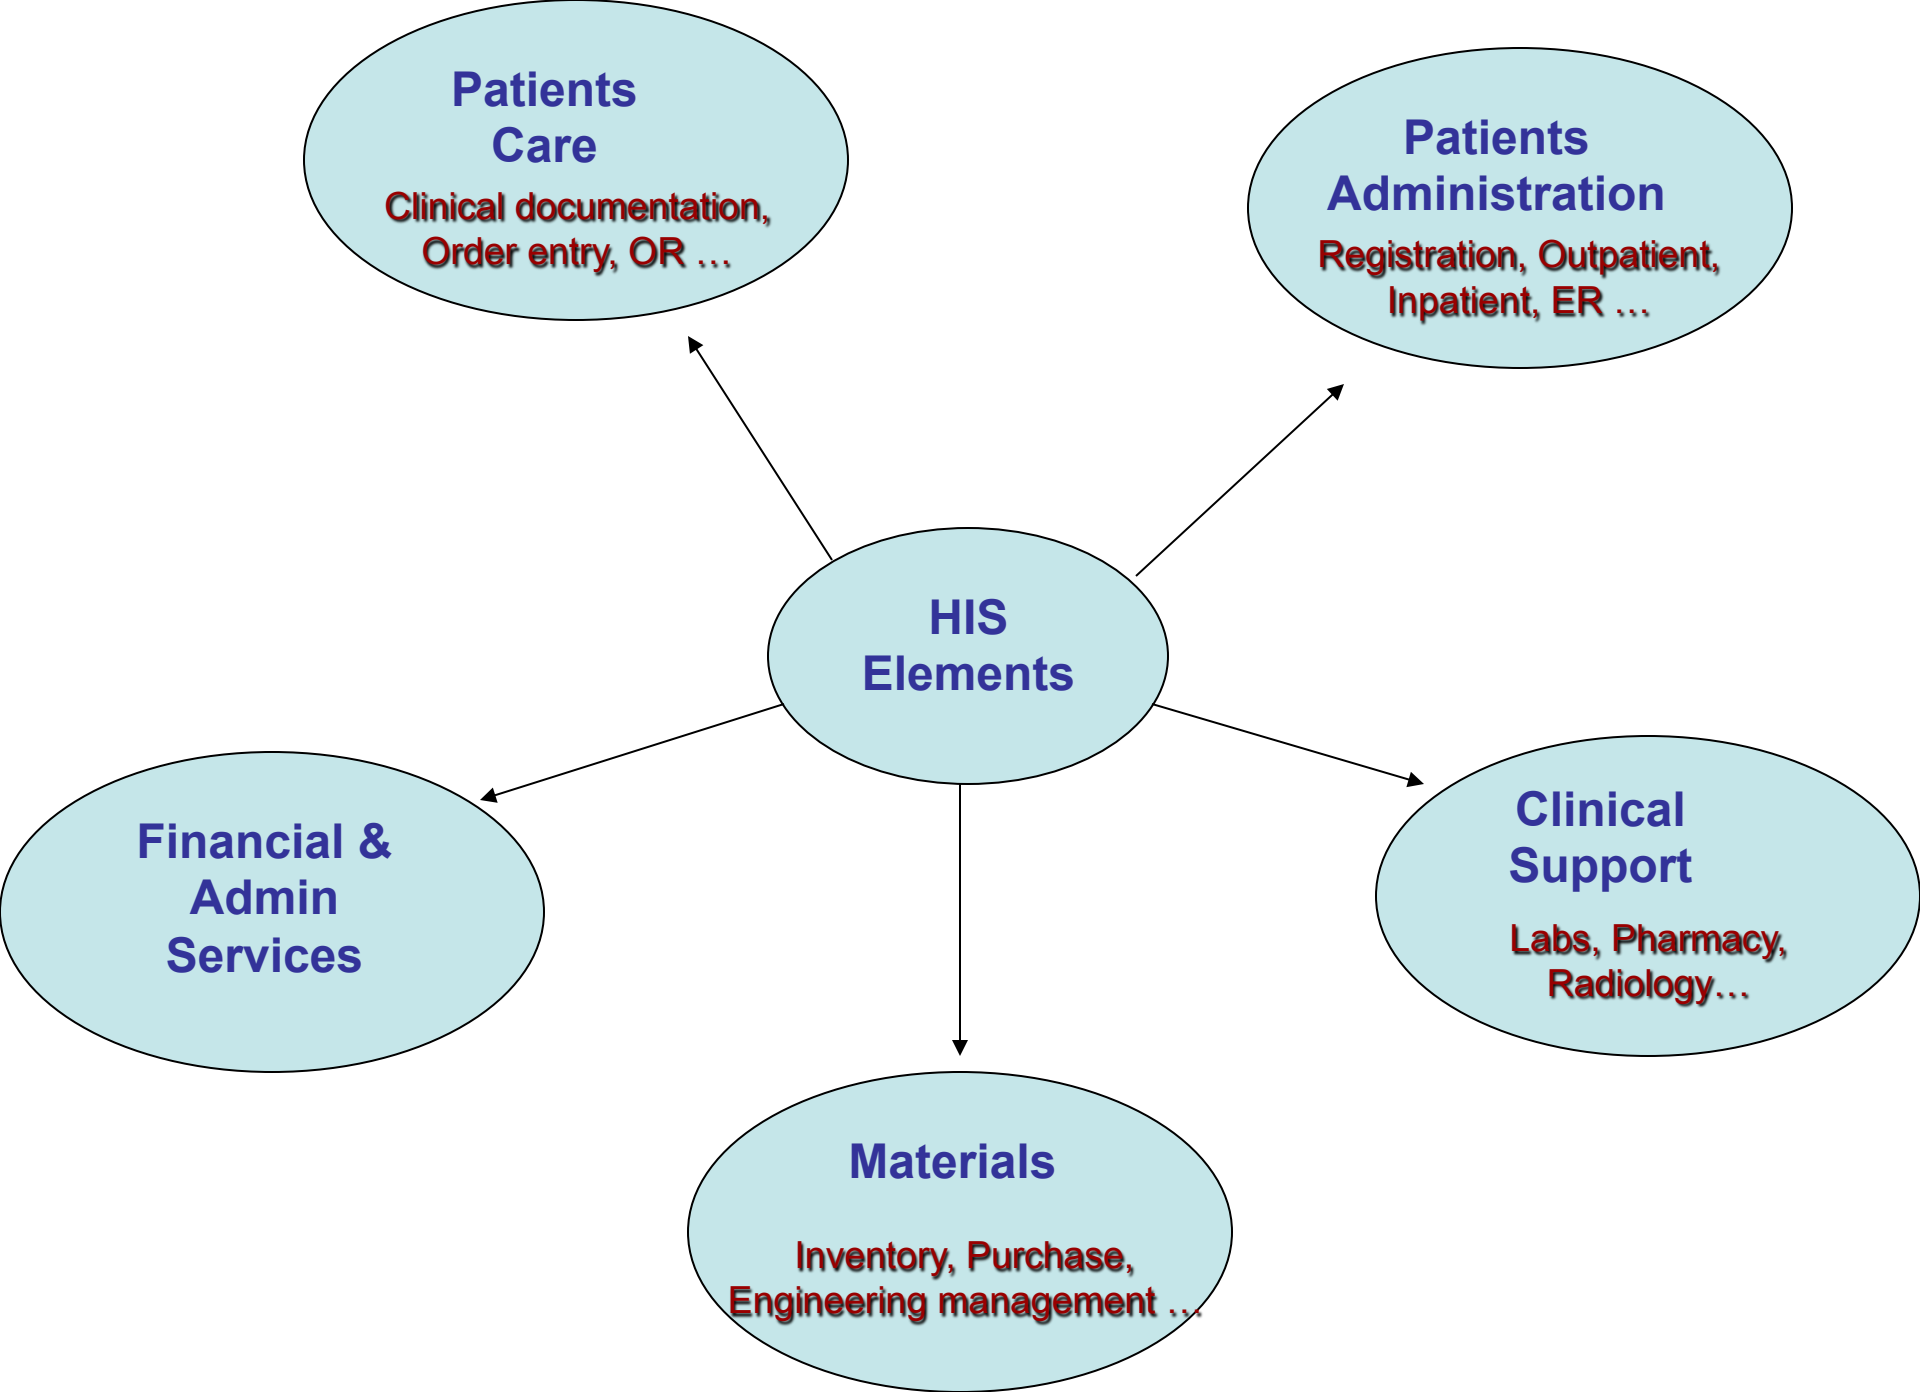 Patients
Care
Clinical documentation,
Order entry, OR …
Patients
Administration
Registration, Outpatient,
Inpatient, ER …
HIS
Elements
Financial &
Admin
Services
Clinical
Support
Labs, Pharmacy,
Radiology…
Materials
Inventory, Purchase,
Engineering management …